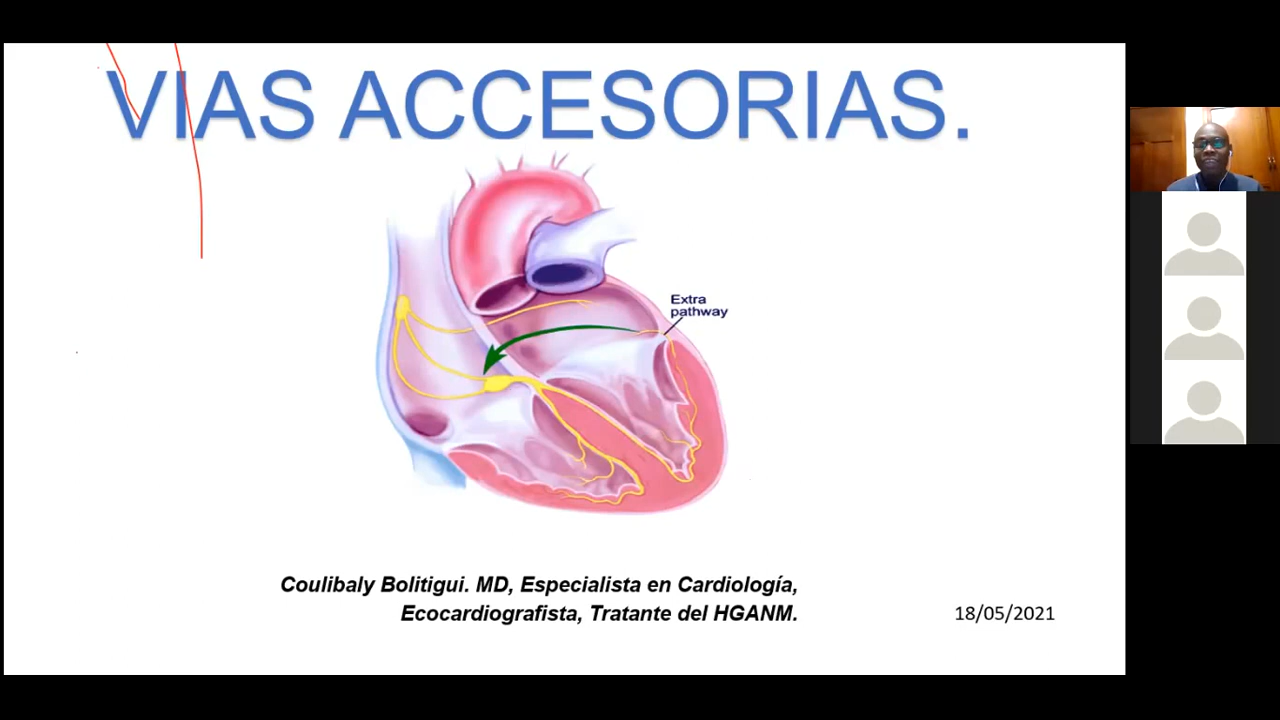 VIAS ACCESORIAS.
Extra
pathway
Coulibaly Bolitigui. MD, Especialista en Cardiología,
Ecocardiografista, Tratante del HGANM.
18/05/2021